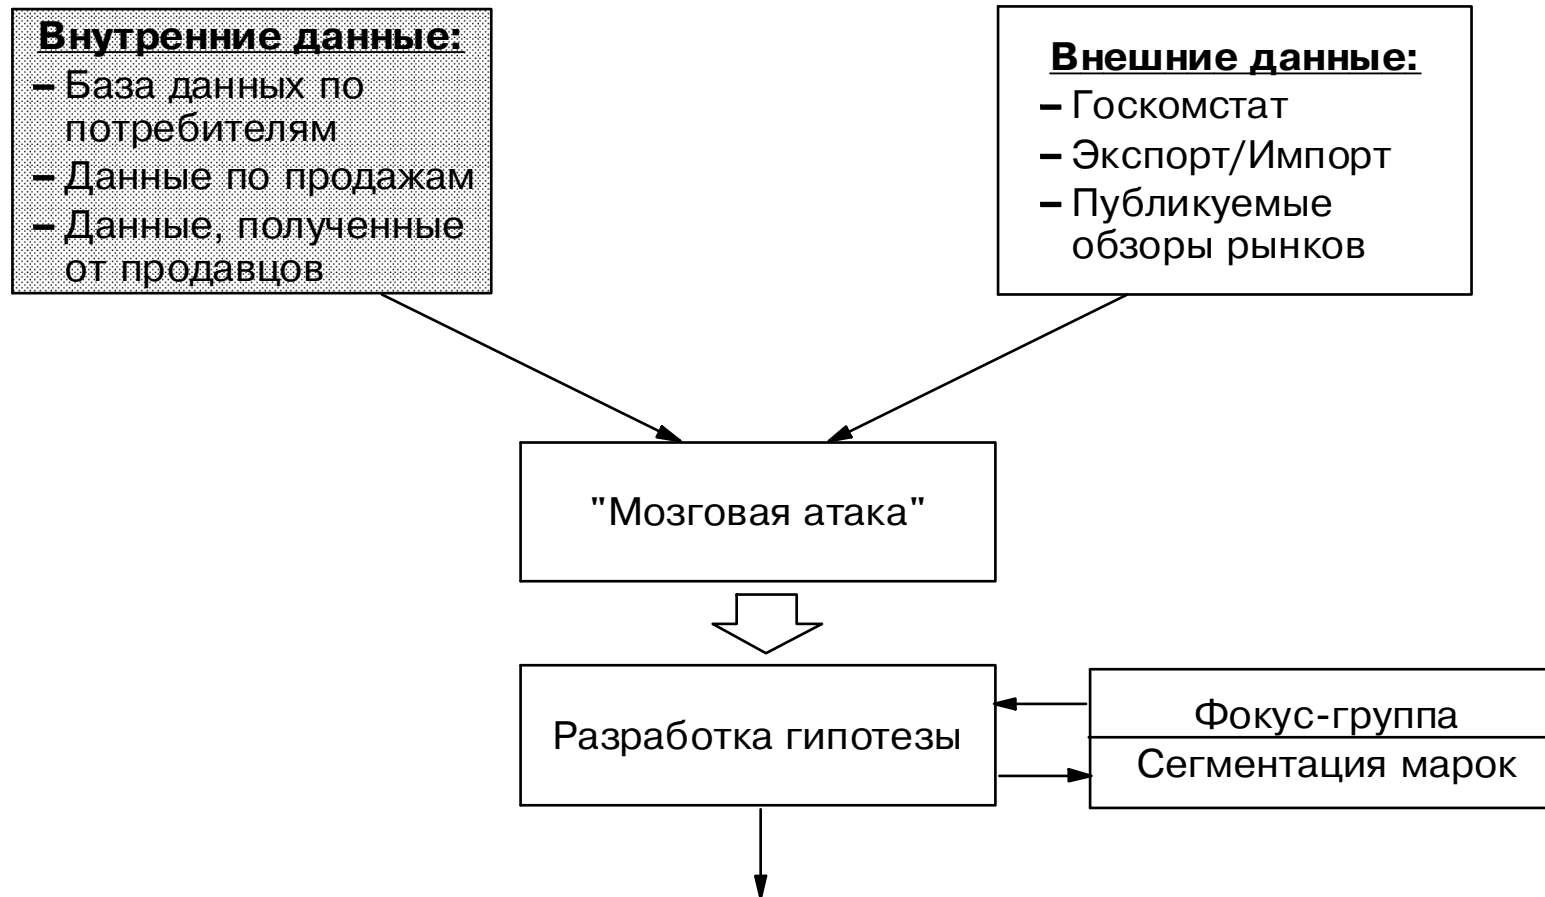 Внутренние данные:
– База данных по
потребителям
– Данные по продажам
– Данные, полученные
от продавцов
Внешние данные:
– Госкомстат
– Экспорт/Импорт
– Публикуемые
обзоры рынков
"Мозговая атака"
Разработка гипотезы
Фокус-группа
Сегментация марок